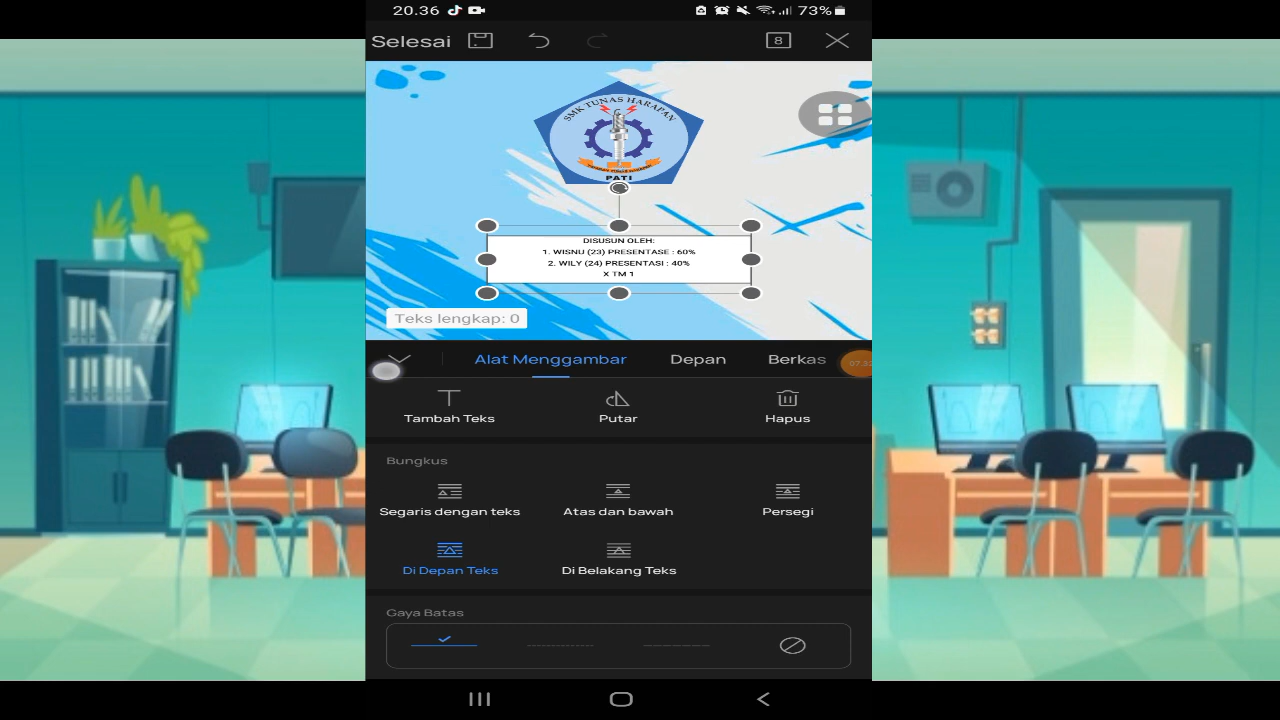 20.36
73%
Selesai
8
SMK TUNAS HARAPAN
PATI
DISUSUN OLEH:
1. WISNU (23) PRESENTASE : 60%
2. WILY (24) PRESENTASI : 40%
X TM 1
Teks lengkap: 0
Alat Menggambar
Depan
Berkas
Tambah Teks
Putar
Hapus
Bungkus
Segaris dengan teks
Atas dan bawah
Persegi
Di Depan Teks
Di Belakang Teks
Gaya Batas